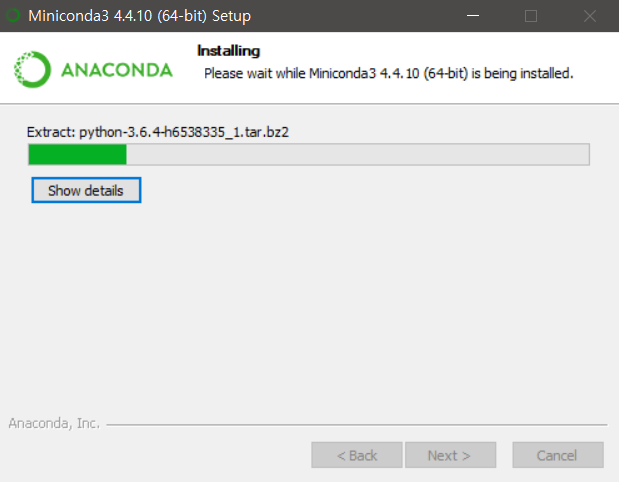 Miniconda3 4.4.10 (64-bit) Setup
ANACONDA
Installing
Please wait while Miniconda3 4.4.10 (64-bit) is being installed.
Extract: python-3.6.4-h6538335_1.tar.bz2
Show details
Anaconda, Inc.
< Back
Next >
Cancel